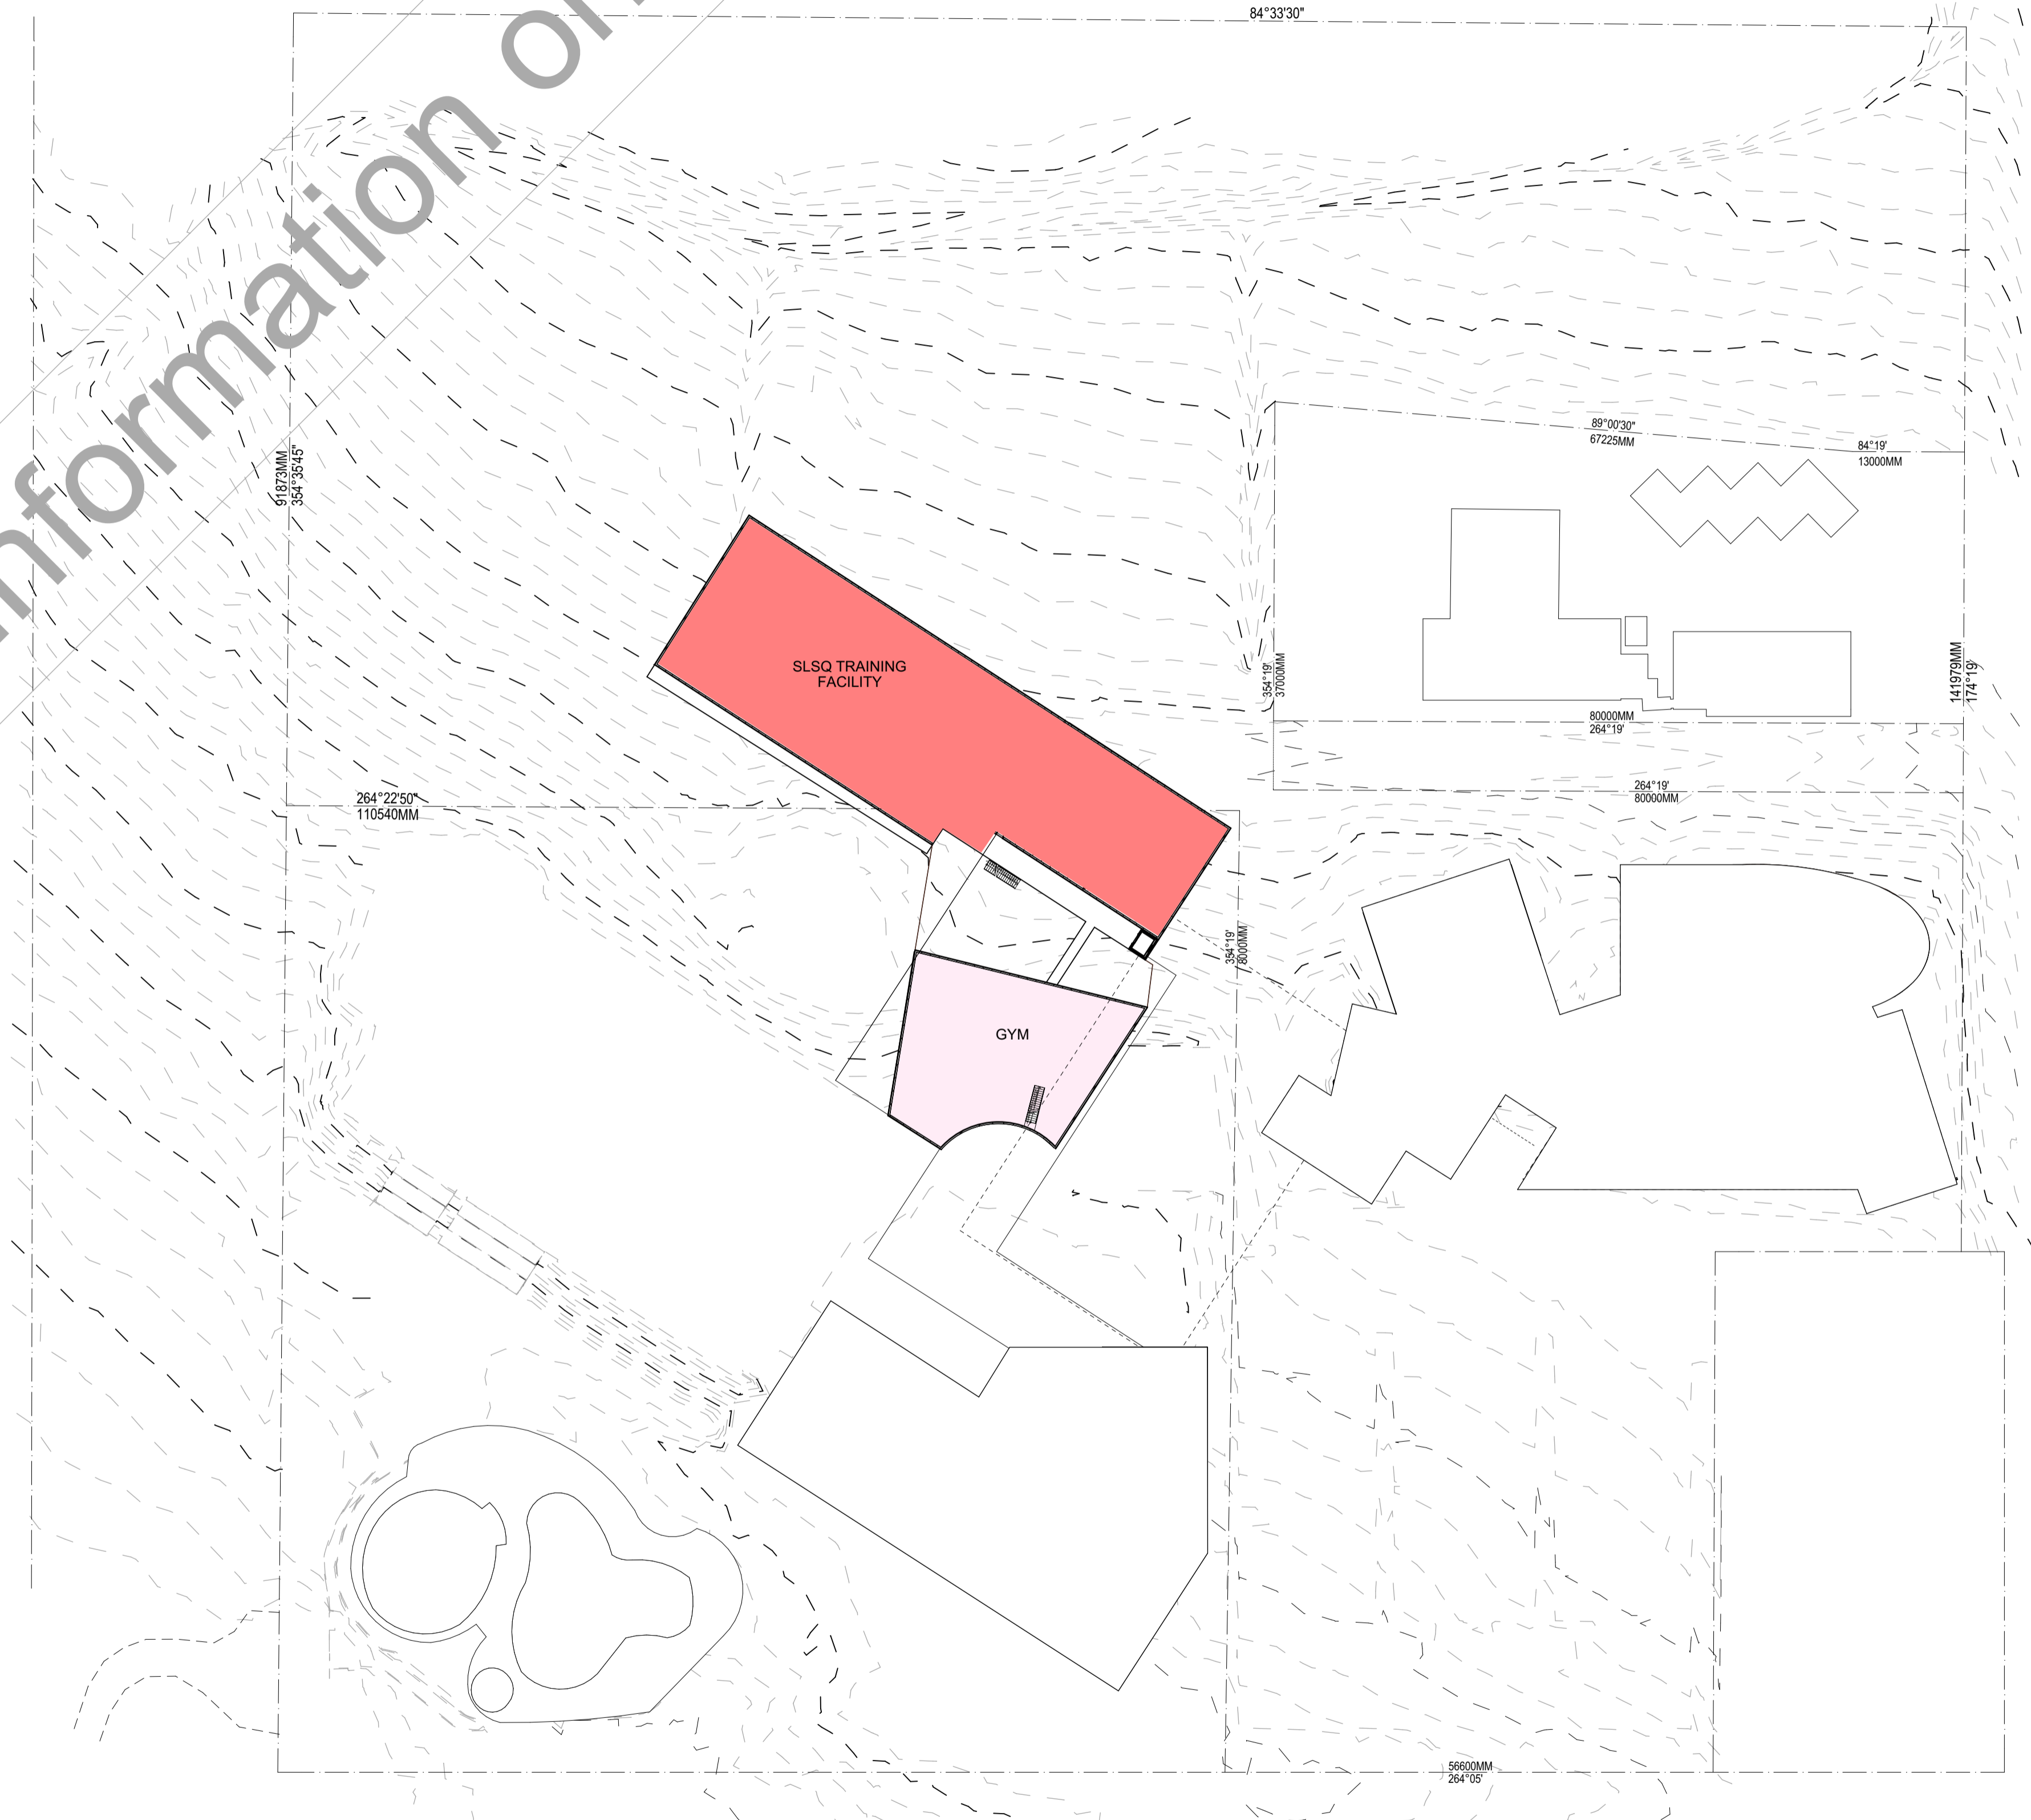 84°33'30"
nformation on
89°00'30"
67225MM
84°19'
13000MM
91873MM
354°35'45"
SLSQ TRAINING
FACILITY
354°19'
37000MM
141979MM
174°19'
80000MM
264°19'
264°19'
80000MM
264°22'50"
110540MM
354°19'
8000MM
GYM
56600MM
264°05'